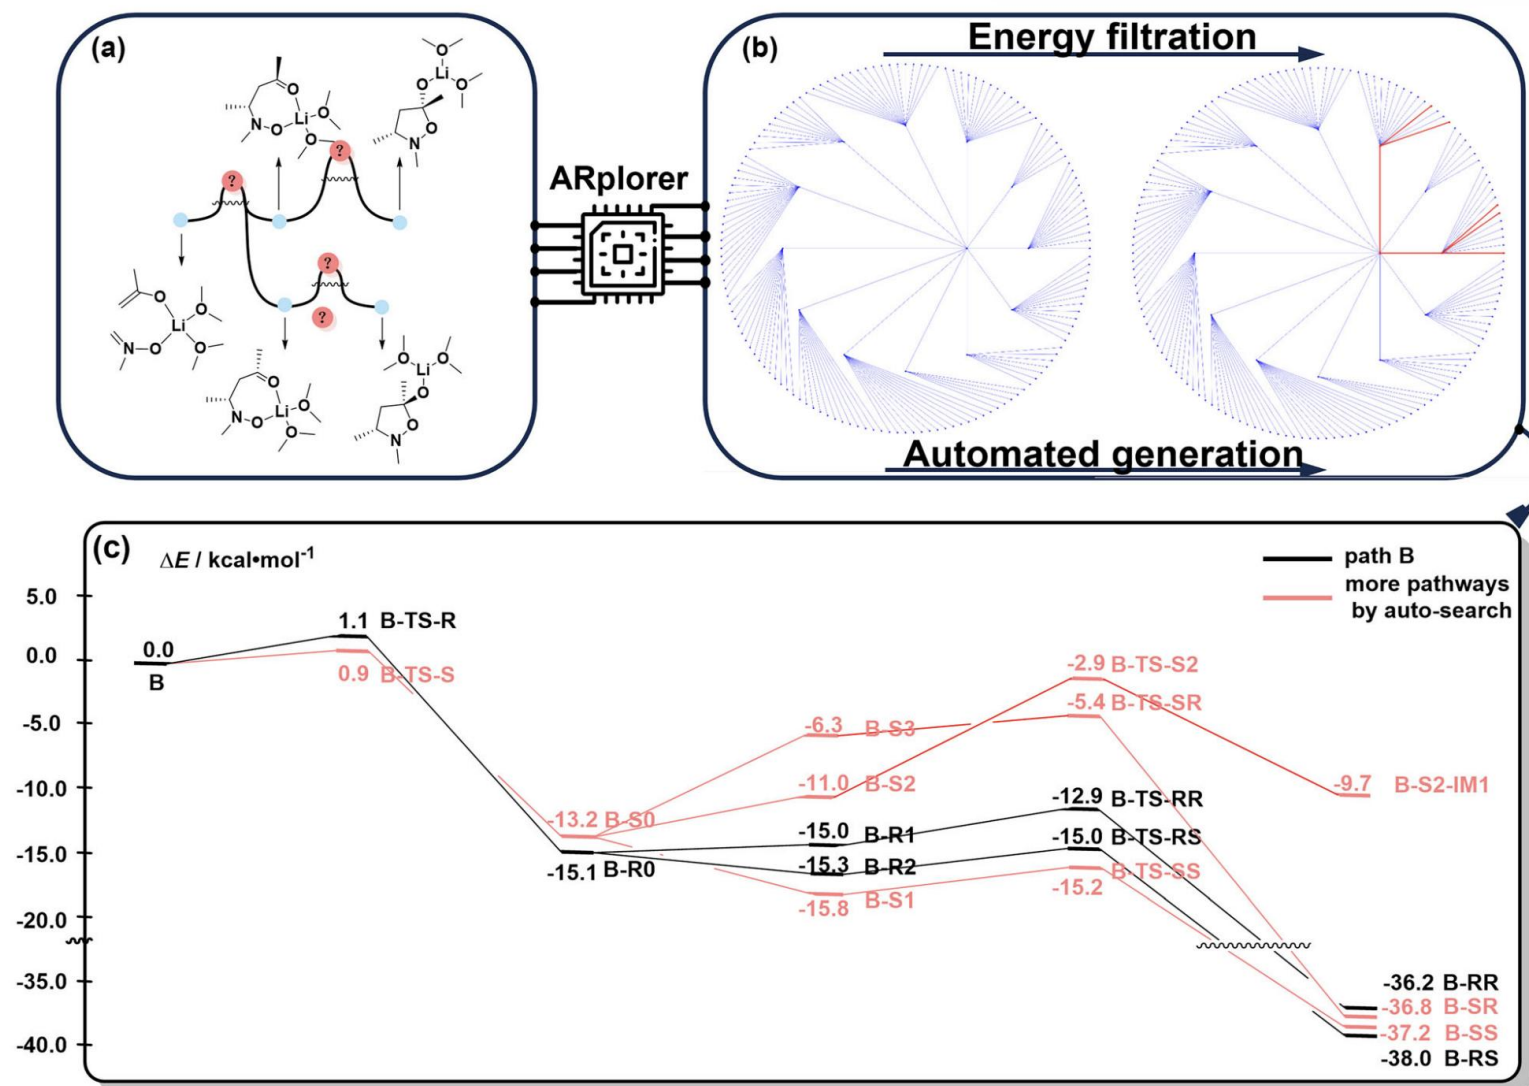 (a)
O
Li
O
O
O
Li
N
O
O
O
O
N
?
?
?
?
O
Li
O
N
O
O
O
Li
N
O
O
O
O
O
Li
O
O
N
ARplorer
(b)
Energy filtration
Automated generation
(c)
ΔE / kcal•mol-1
path B
more pathways
by auto-search
5.0
0.0
-5.0
-10.0
-15.0
-20.0
-35.0
-40.0
0.0
B
1.1 B-TS-R
0.9 B-TS-S
-13.2 B-S0
-15.1 B-R0
-6.3 B-S3
-11.0 B-S2
-15.0 B-R1
-15.3 B-R2
-15.8 B-S1
-2.9 B-TS-S2
-5.4 B-TS-SR
-12.9 B-TS-RR
-15.0 B-TS-RS
-15.2 B-TS-SS
-9.7 B-S2-IM1
-36.2 B-RR
-36.8 B-SR
-37.2 B-SS
-38.0 B-RS